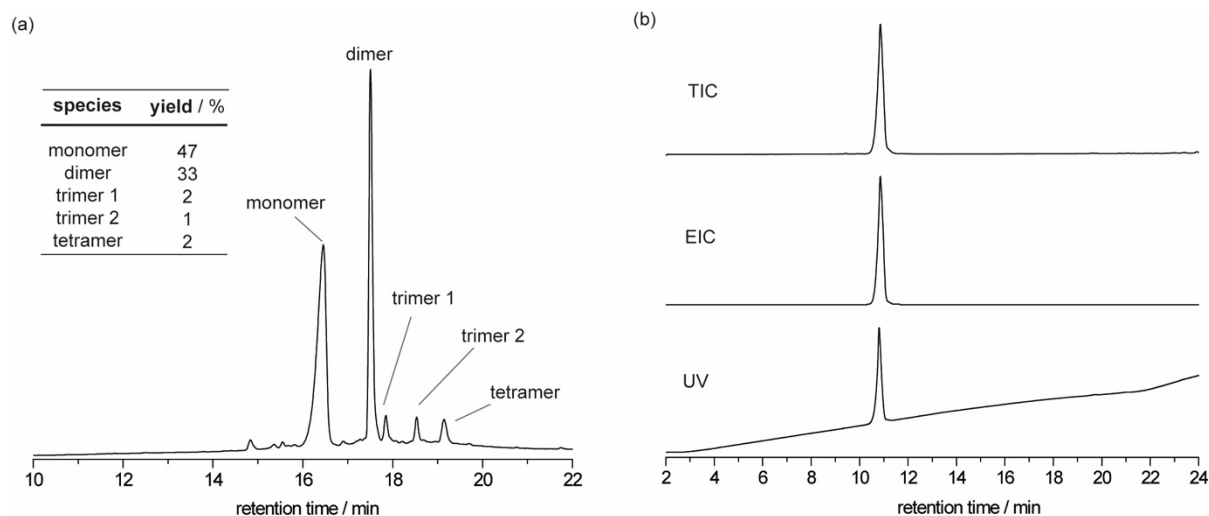 (a)
dimer
species yield / %
monomer 47
dimer 33
trimer 1 2
trimer 2 1
tetramer 2
monomer
trimer 1
trimer 2
tetramer
10 12 14 16 18 20 22
retention time / min
(b)
TIC
EIC
UV
2 4 6 8 10 12 14 16 18 20 22 24
retention time / min